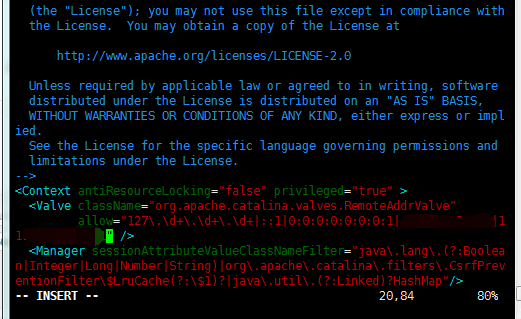 (the "License"); you may not use this file except in compliance with
the License.  You may obtain a copy of the License at
http://www.apache.org/licenses/LICENSE-2.0
Unless required by applicable law or agreed to in writing, software
distributed under the License is distributed on an "AS IS" BASIS,
WITHOUT WARRANTIES OR CONDITIONS OF ANY KIND, either express or impl
ied.
See the License for the specific language governing permissions and
limitations under the License.
-->
<Context antiResourceLocking="false" privileged="true" >
<Valve className="org.apache.catalina.valves.RemoteAddrValve"
allow="127\.\d+\.\d+\.\d+|::1|0:0:0:0:0:0:0:1| |1
1. " />
<Manager sessionAttributeValueClassNameFilter="java\.lang\.(?:Boolea
n|Integer|Long|Number|String)|org\.apache\.catalina\.filters\.CsrfPrev
entionFilter\$LruCache(?:\$1)?|java\.util\.(?:Linked)?HashMap"/>
-- INSERT -- 20,84 80%